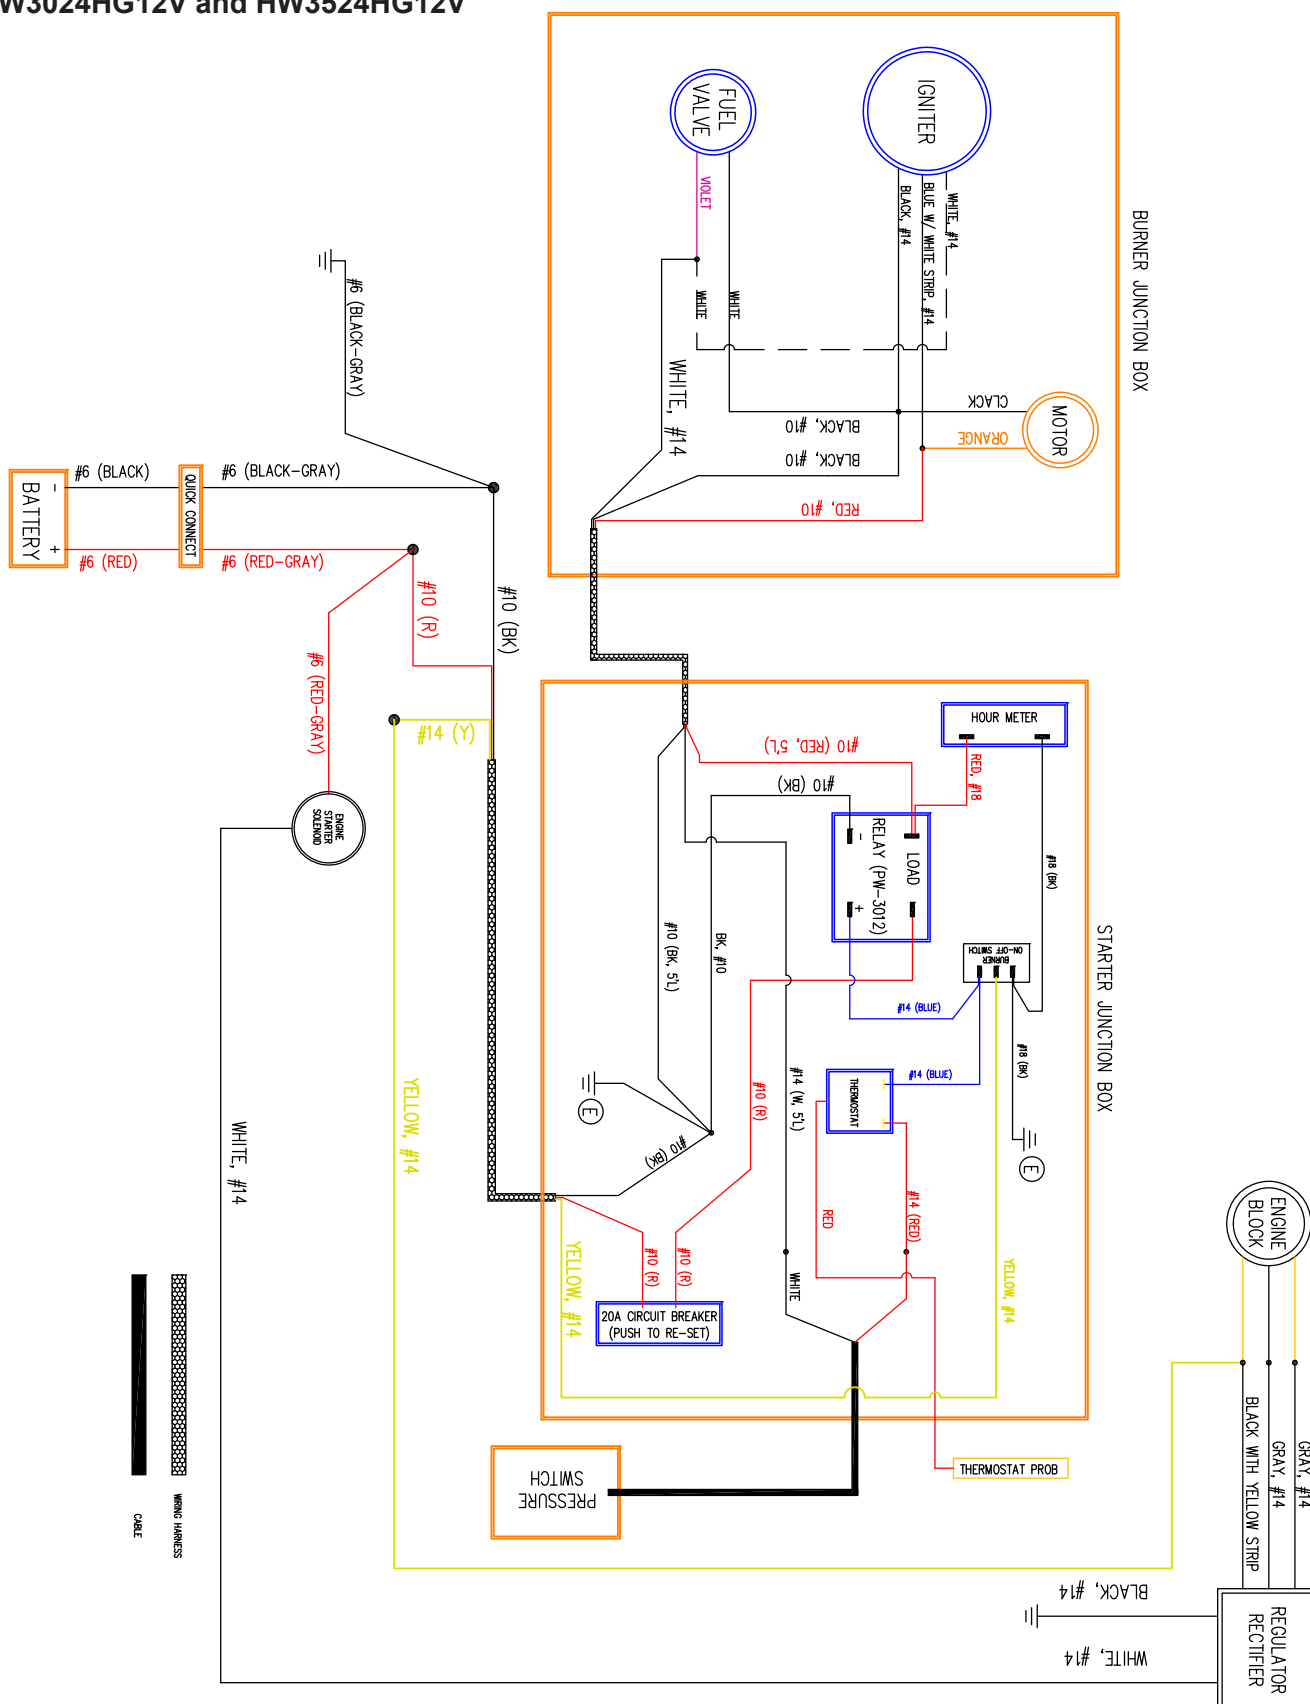 W3024HG12V and HW3524HG12V
BURNER JUNCTION BOX
FUEL
VALVE
IGNITER
MOTOR
VIOLET
BLACK, #14
BLUE W/ WHITE STRIP, #14
WHITE, #14
WHITE
WHITE
WHITE, #14
CLACK
ORANGE
BLACK, #10
BLACK, #10
RED, #10
#6 (BLACK-GRAY)
BATTERY
-
+
#6 (BLACK)
#6 (RED)
QUICK CONNECT
#6 (BLACK-GRAY)
#6 (RED-GRAY)
#10 (R)
#10 (BK)
#6 (RED-GRAY)
#14 (Y)
ENGINE
STARTER
SOLENOID
STARTER JUNCTION BOX
HOUR METER
RED, #18
#18 (BK)
#10 (RED, 5'L)
#10 (BK)
RELAY (PW-3012)
LOAD
-
+
BURNER
ON-OFF SWITCH
#14 (BLUE)
#14 (BLUE)
#18 (BK)
E
THERMOSTAT
#10 (BK, 5'L)
BK, #10
#14 (W, 5'L)
#10 (R)
RED
#14 (RED)
E
#10 (BK)
#10 (R)
#10 (R)
WHITE
YELLOW, #14
YELLOW, #14
YELLOW, #14
20A CIRCUIT BREAKER
(PUSH TO RE-SET)
WHITE, #14
THERMOSTAT PROB
PRESSURE
SWITCH
ENGINE
BLOCK
BLACK WITH YELLOW STRIP
GRAY, #14
GRAY, #14
BLACK, #14
WHITE, #14
REGULATOR
RECTIFIER
WIRING HARNESS
CABLE